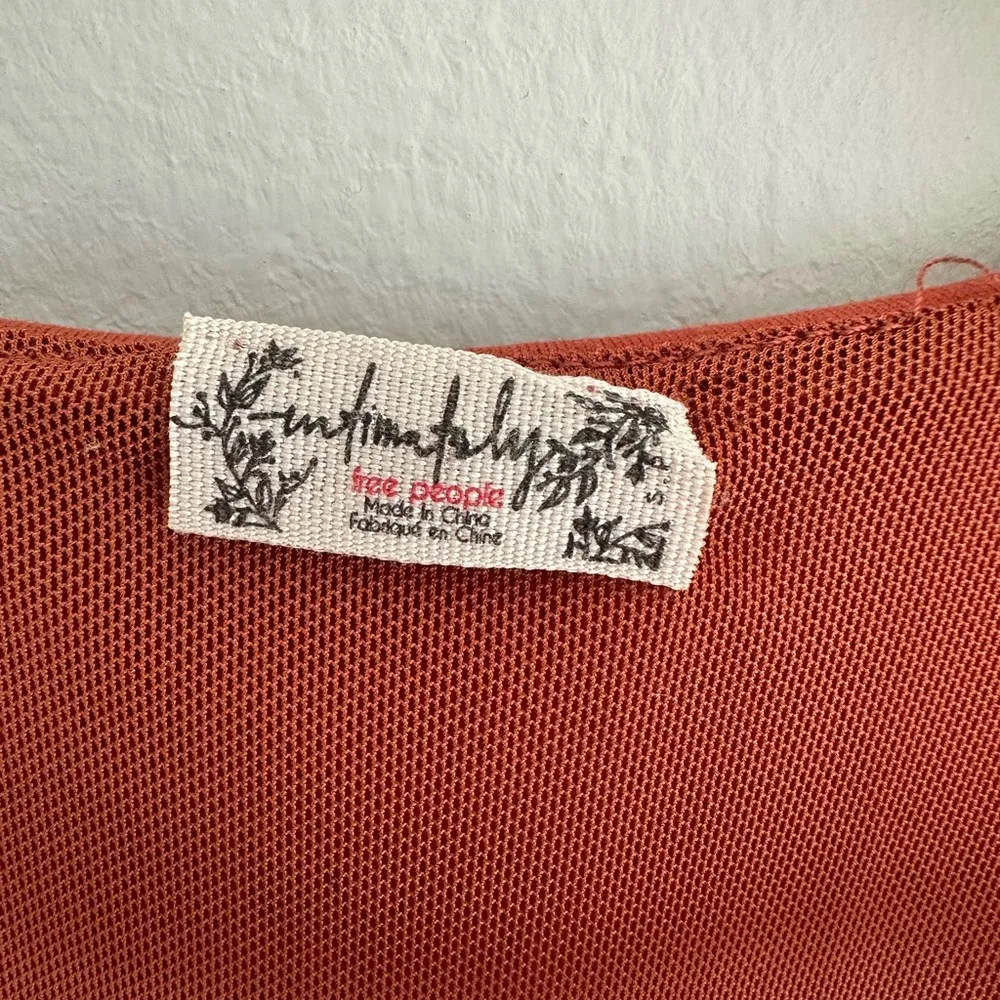 intimately
free people
Made In China
Fabriqué en Chine
s.p